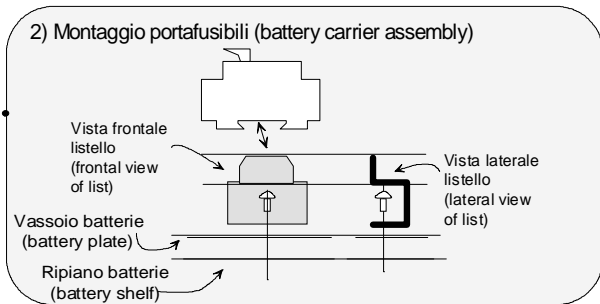 2) Montaggio portafusibili (battery carrier assembly)
Vista frontale
listello
(frontal view
of list)
Vista laterale
listello
(lateral view
of list)
Vassoio batterie
(battery plate)
Ripiano batterie
(battery shelf)